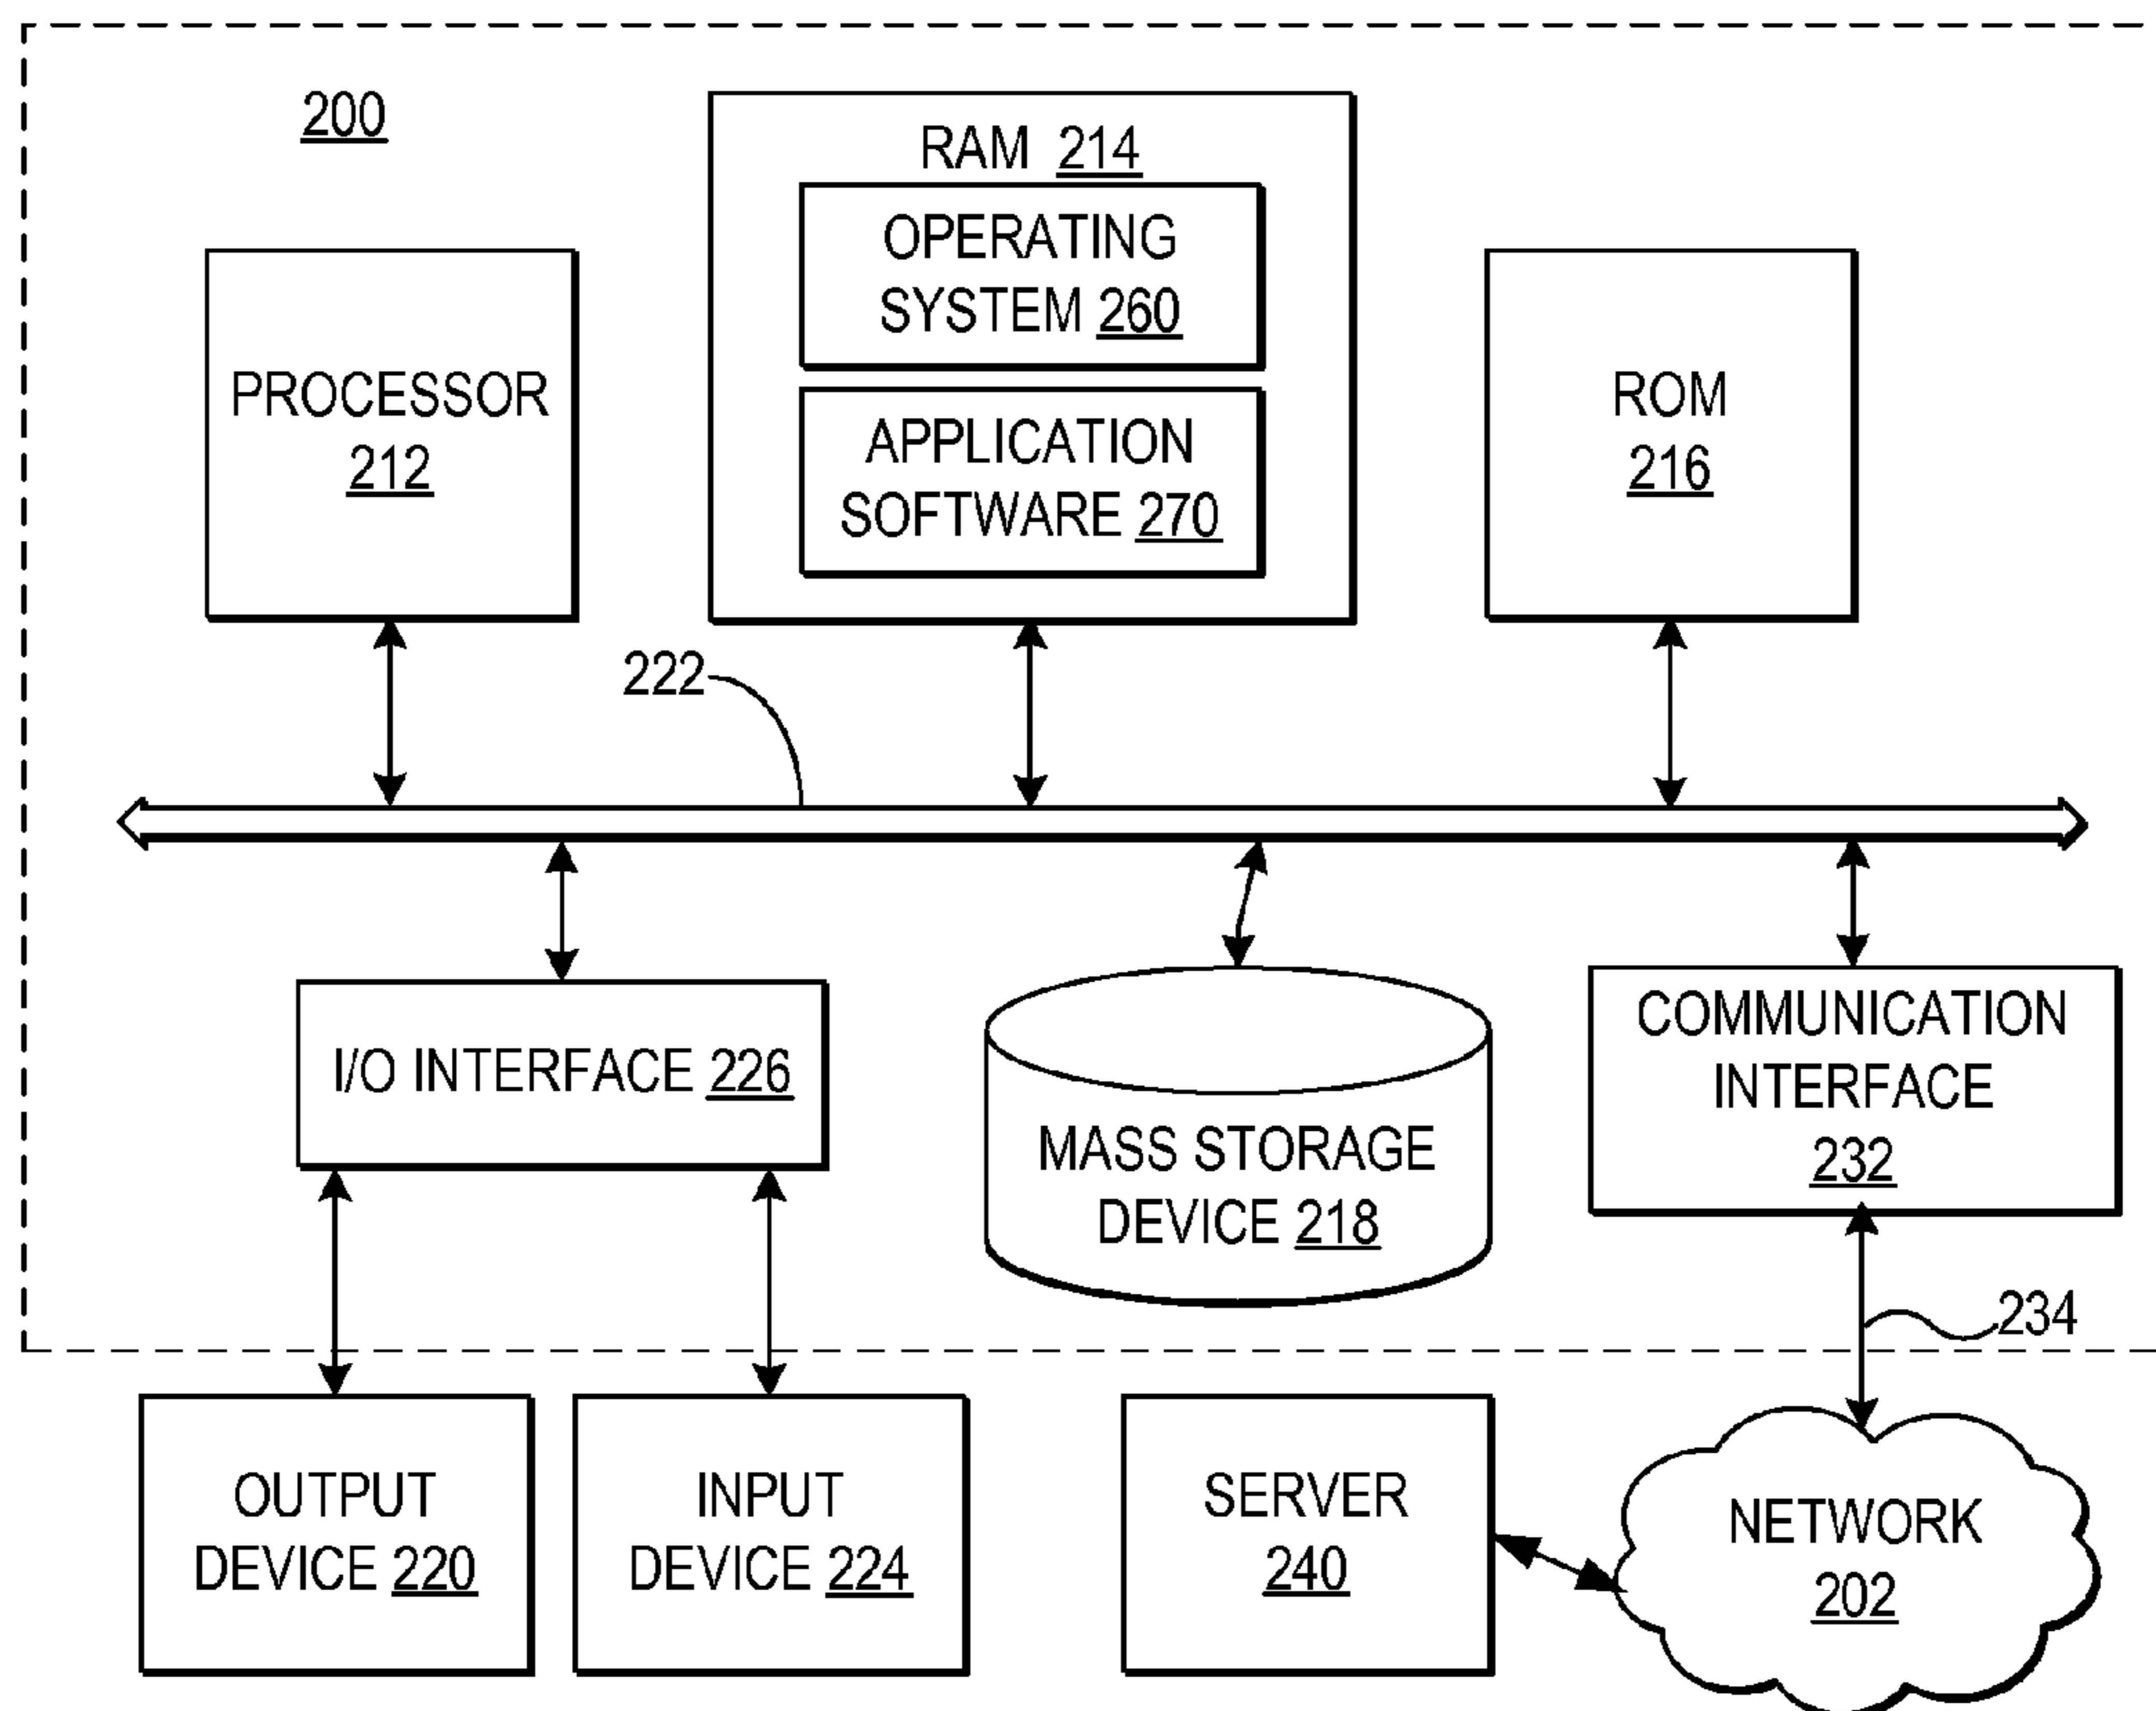 200
RAM 214
OPERATING
SYSTEM 260
APPLICATION
SOFTWARE 270
PROCESSOR
212
ROM
216
222
I/O INTERFACE 226
MASS STORAGE
DEVICE 218
COMMUNICATION
INTERFACE
232
234
OUTPUT
DEVICE 220
INPUT
DEVICE 224
SERVER
240
NETWORK
202